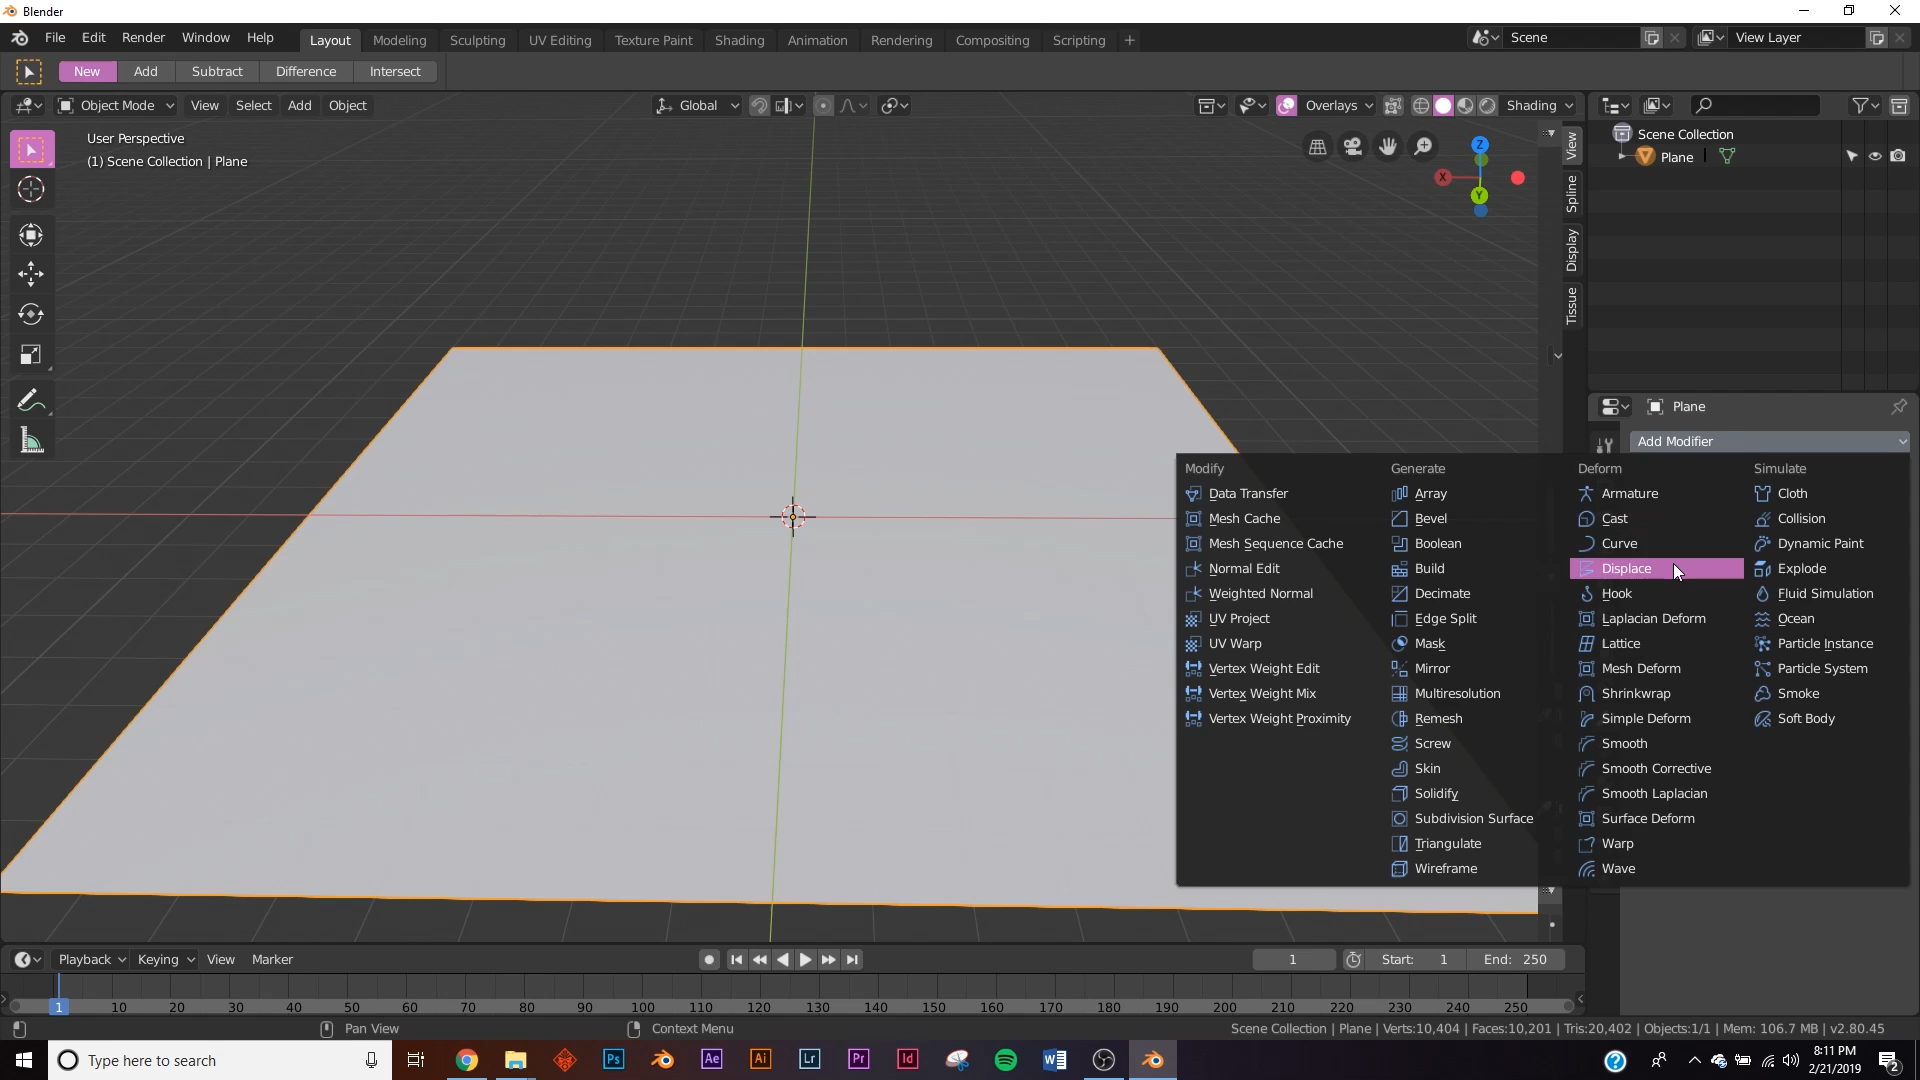 Blender
File Edit Render Window Help Layout Modeling Sculpting UV Editing Texture Paint Shading Animation Rendering Compositing Scripting + Scene View Layer
New Add Subtract Difference Intersect
Object Mode View Select Add Object Global Overlays Shading
User Perspective
(1) Scene Collection | Plane
Z
X
Y
View
Spline
Display
Tissue
Scene Collection
Plane
Plane
Add Modifier
Modify
Data Transfer
Mesh Cache
Mesh Sequence Cache
Normal Edit
Weighted Normal
UV Project
UV Warp
Vertex Weight Edit
Vertex Weight Mix
Vertex Weight Proximity
Generate
Array
Bevel
Boolean
Build
Decimate
Edge Split
Mask
Mirror
Multiresolution
Remesh
Screw
Skin
Solidify
Subdivision Surface
Triangulate
Wireframe
Deform
Armature
Cast
Curve
Displace
Hook
Laplacian Deform
Lattice
Mesh Deform
Shrinkwrap
Simple Deform
Smooth
Smooth Corrective
Smooth Laplacian
Surface Deform
Warp
Wave
Simulate
Cloth
Collision
Dynamic Paint
Explode
Fluid Simulation
Ocean
Particle Instance
Particle System
Smoke
Soft Body
Playback Keying View Marker 1 Start: 1 End: 250
1 10 20 30 40 50 60 70 80 90 100 110 120 130 140 150 160 170 180 190 200 210 220 230 240 250
Pan View Context Menu Scene Collection | Plane | Verts:10,404 | Faces:10,201 | Tris:20,402 | Objects:1/1 | Mem: 106.7 MB | v2.80.45
Type here to search Ps Ae Ai Lr Pr Id W ? 8:11 PM
2/21/2019 2